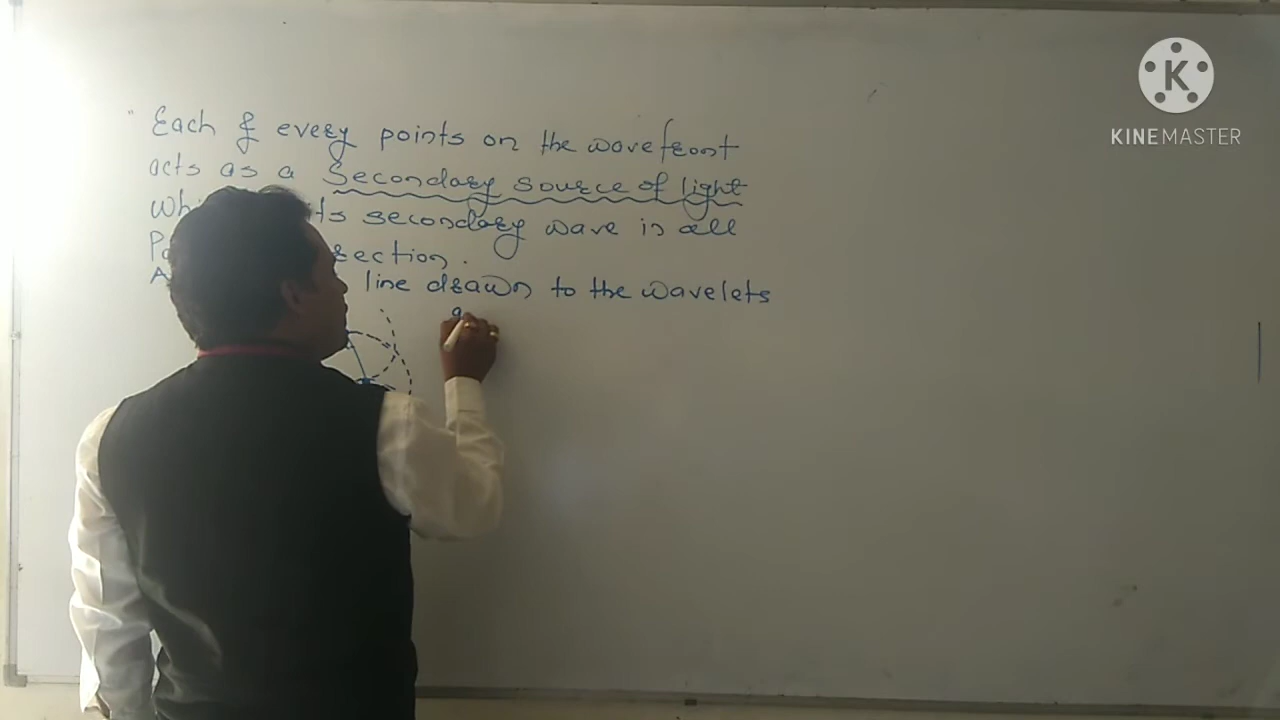 " Each & every points on the wavefront
acts as a Secondary source of light
secondary wave in all
line drawn to the wavelets
K
KINEMASTER